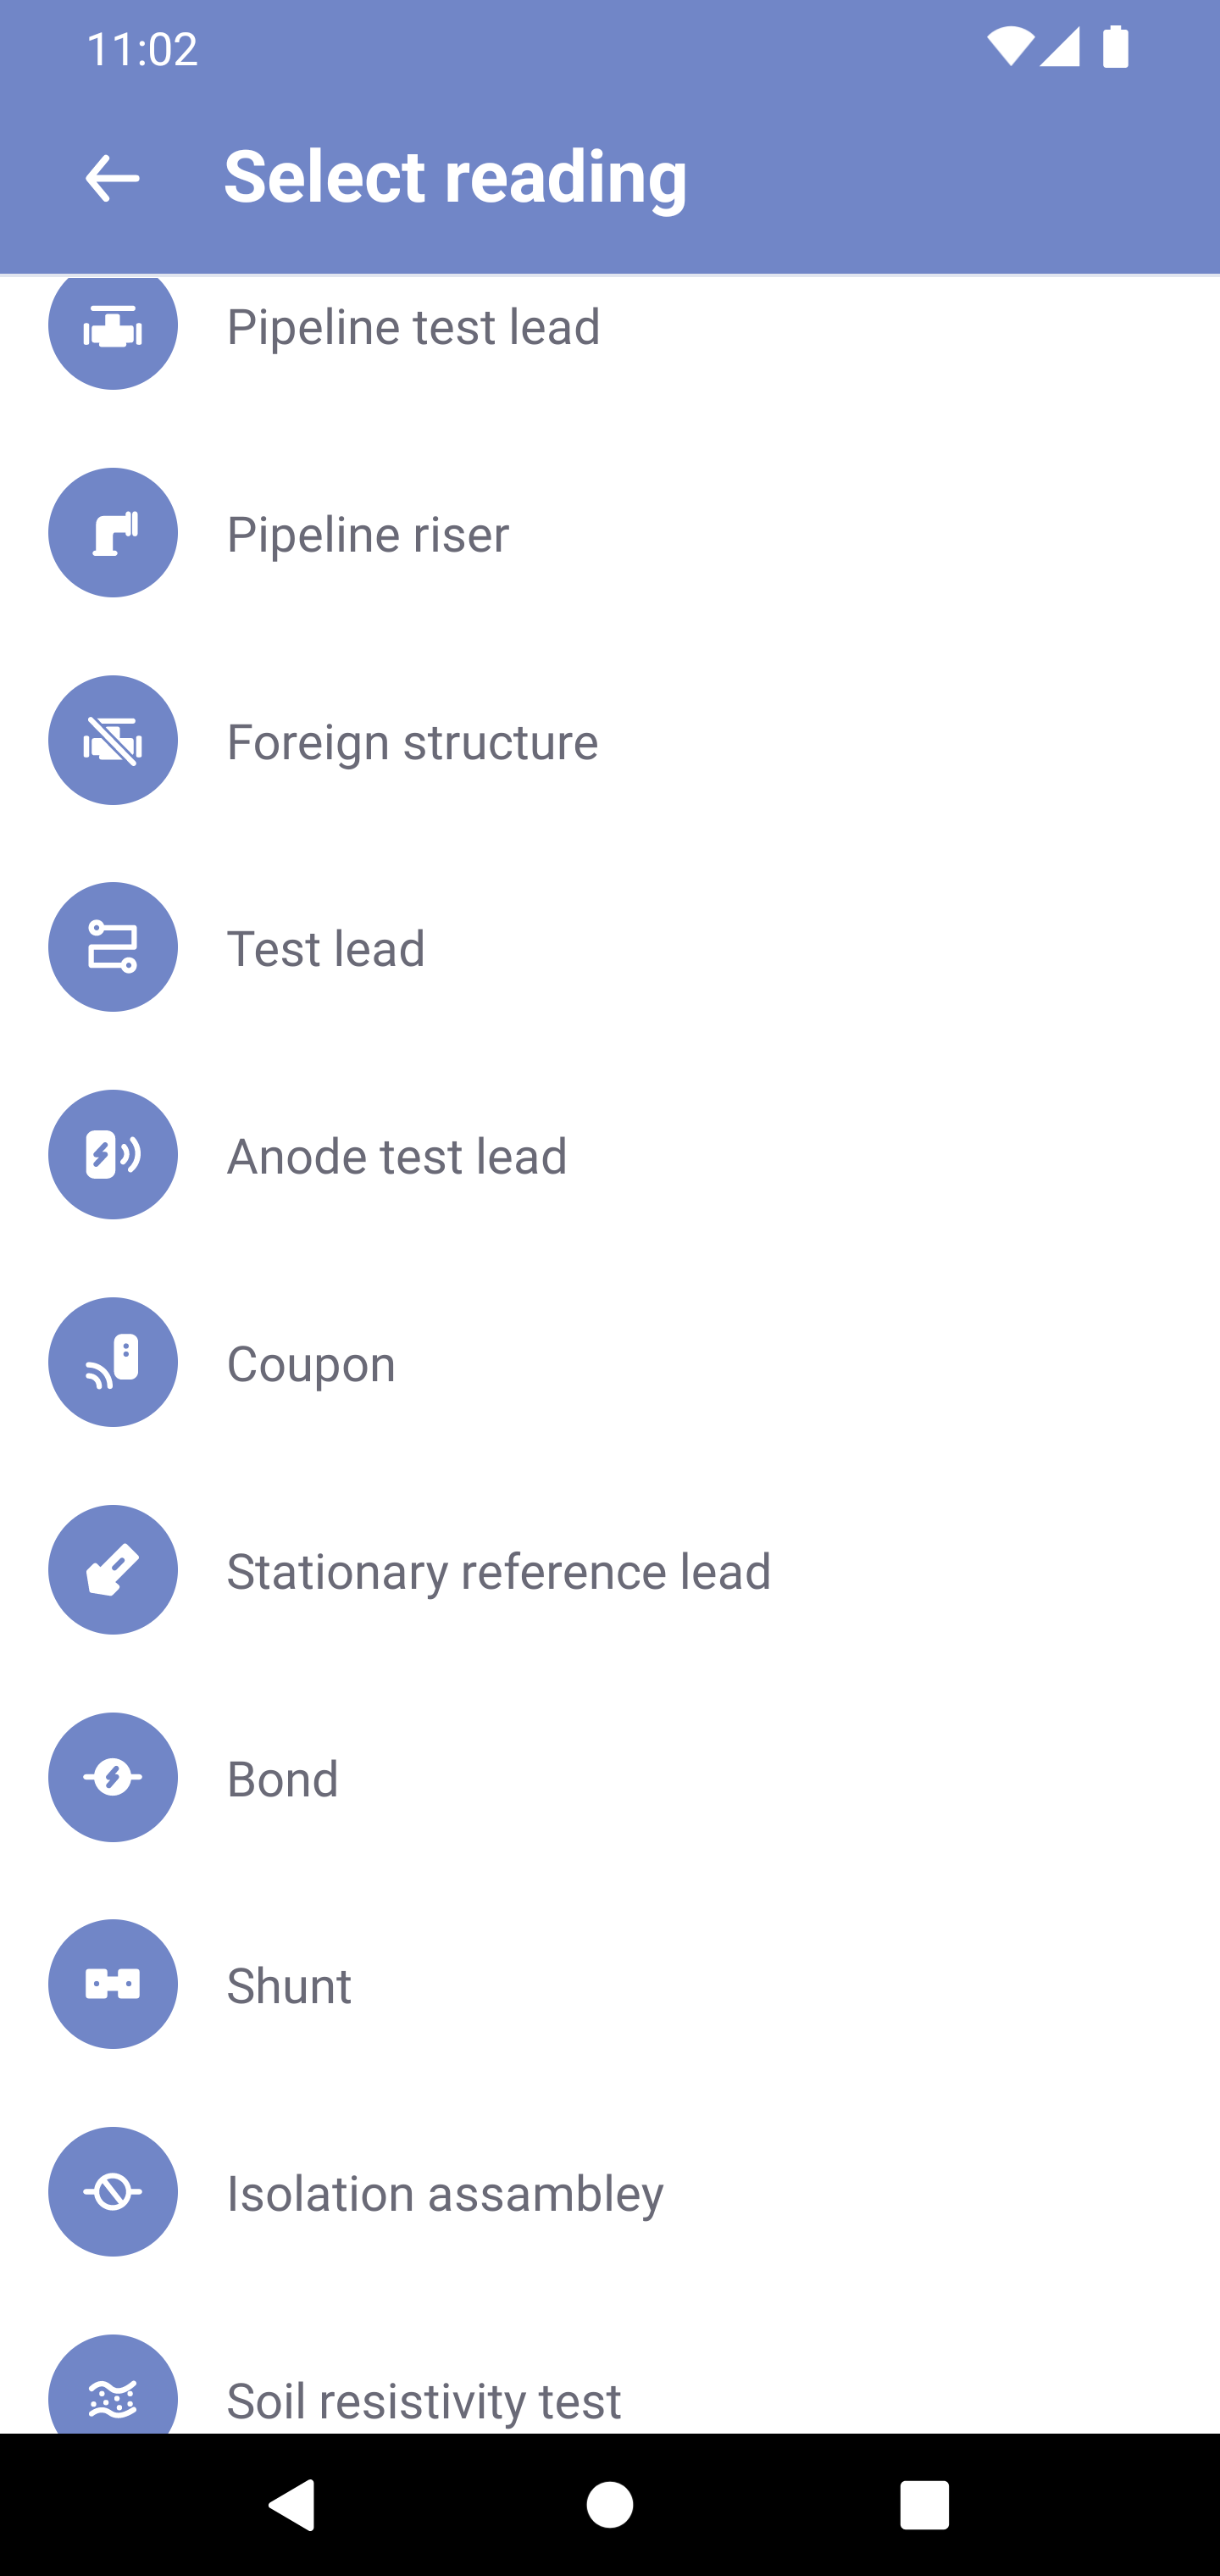 11:02
Select reading
Pipeline test lead
Pipeline riser
Foreign structure
Test lead
Anode test lead
Coupon
Stationary reference lead
Bond
Shunt
Isolation assambley
Soil resistivity test